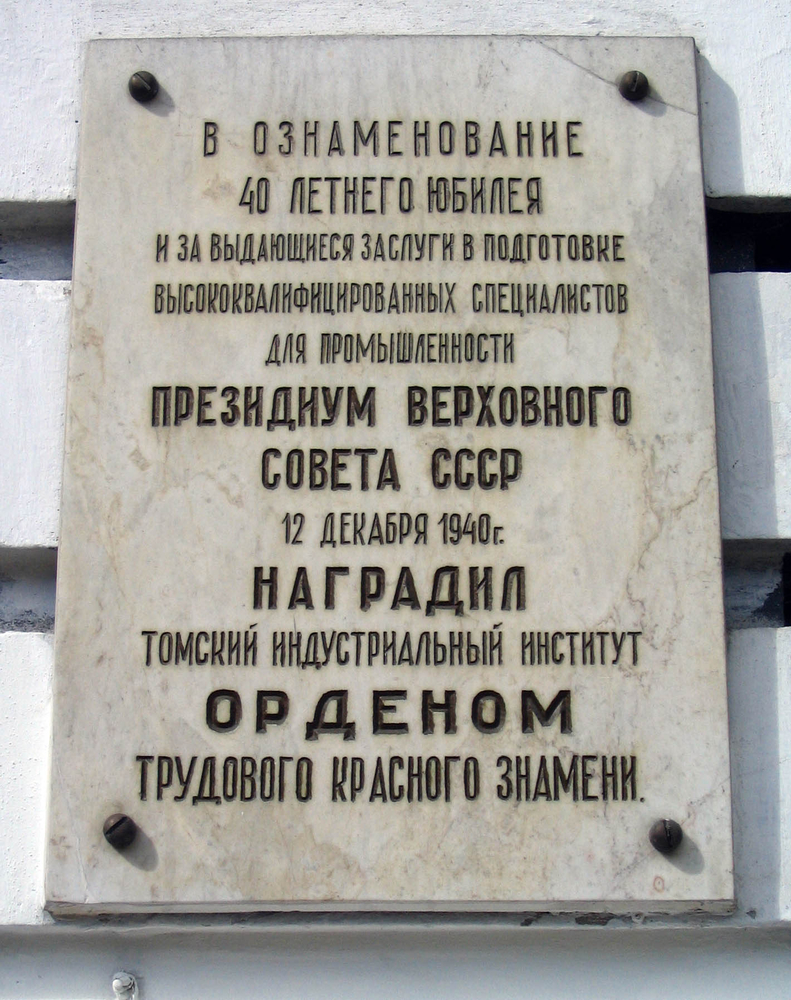 В ОЗНАМЕНОВАНИЕ
40 ЛЕТНЕГО ЮБИЛЕЯ
И ЗА ВЫДАЮЩИЕСЯ ЗАСЛУГИ В ПОДГОТОВКЕ
ВЫСОКОКВАЛИФИЦИРОВАННЫХ СПЕЦИАЛИСТОВ
ДЛЯ ПРОМЫШЛЕННОСТИ
ПРЕЗИДИУМ ВЕРХОВНОГО
СОВЕТА СССР
12 ДЕКАБРЯ 1940г.
НАГРАДИЛ
ТОМСКИЙ ИНДУСТРИАЛЬНЫЙ ИНСТИТУТ
ОРДЕНОМ
ТРУДОВОГО КРАСНОГО ЗНАМЕНИ.